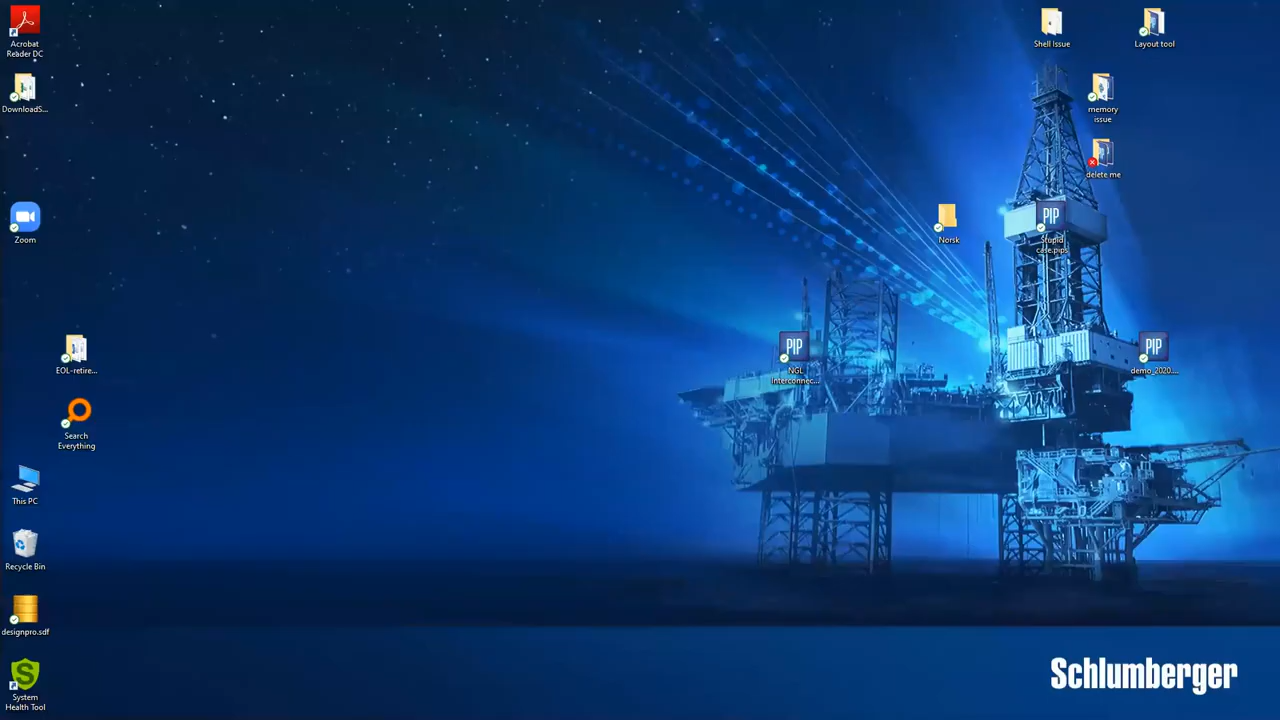 Acrobat
Reader DC
DownloadS...
Zoom
EOL-retire...
Search
Everything
This PC
Recycle Bin
designpro.sdf
S
System
Health Tool
Shell Issue
Layout tool
memory
issue
delete me
Norsk
PIP
Stupid
case.pips
PIP
NGL
Interconnec...
PIP
demo_2020....
Schlumberger